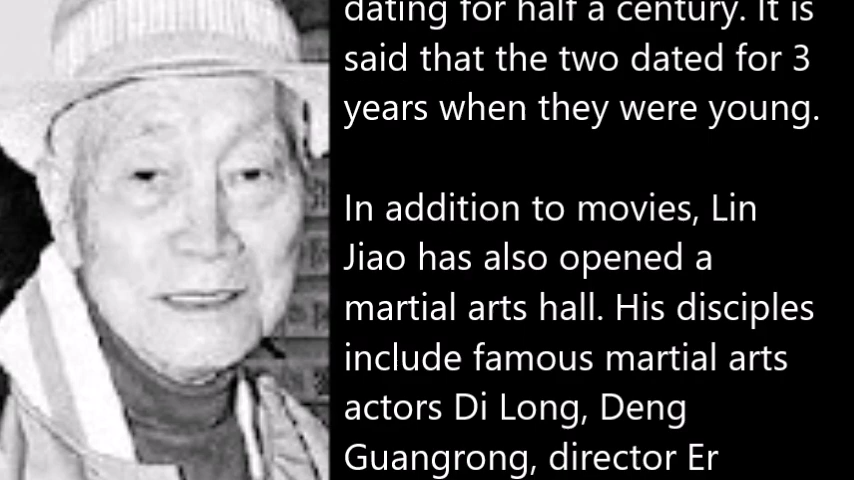 dating for half a century. It is
said that the two dated for 3
years when they were young.
In addition to movies, Lin
Jiao has also opened a
martial arts hall. His disciples
include famous martial arts
actors Di Long, Deng
Guangrong, director Er